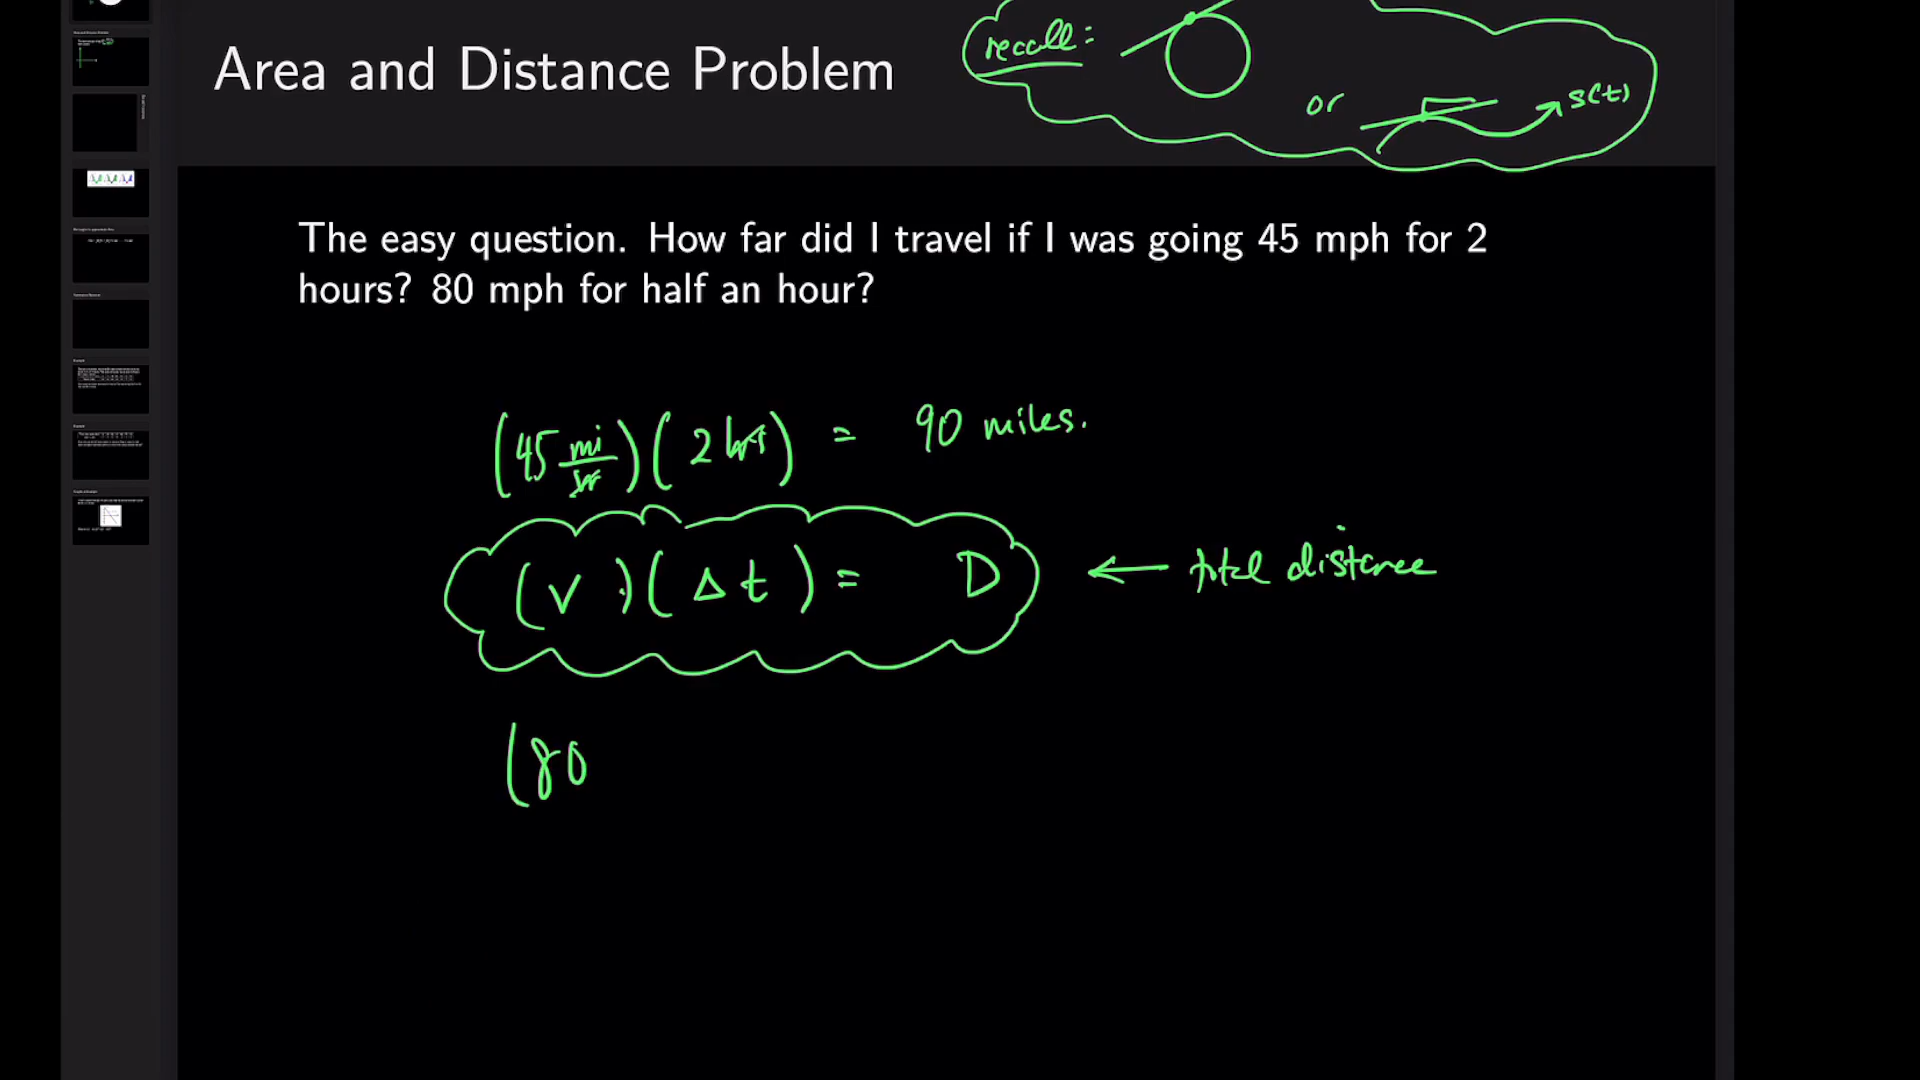 Area and Distance Problem
recall:
or
s(t)
The easy question. How far did I travel if I was going 45 mph for 2
hours? 80 mph for half an hour?
(45 mi/hr)(2 hrs) = 90 miles.
(v)(Δt) = D ← total distance
(80